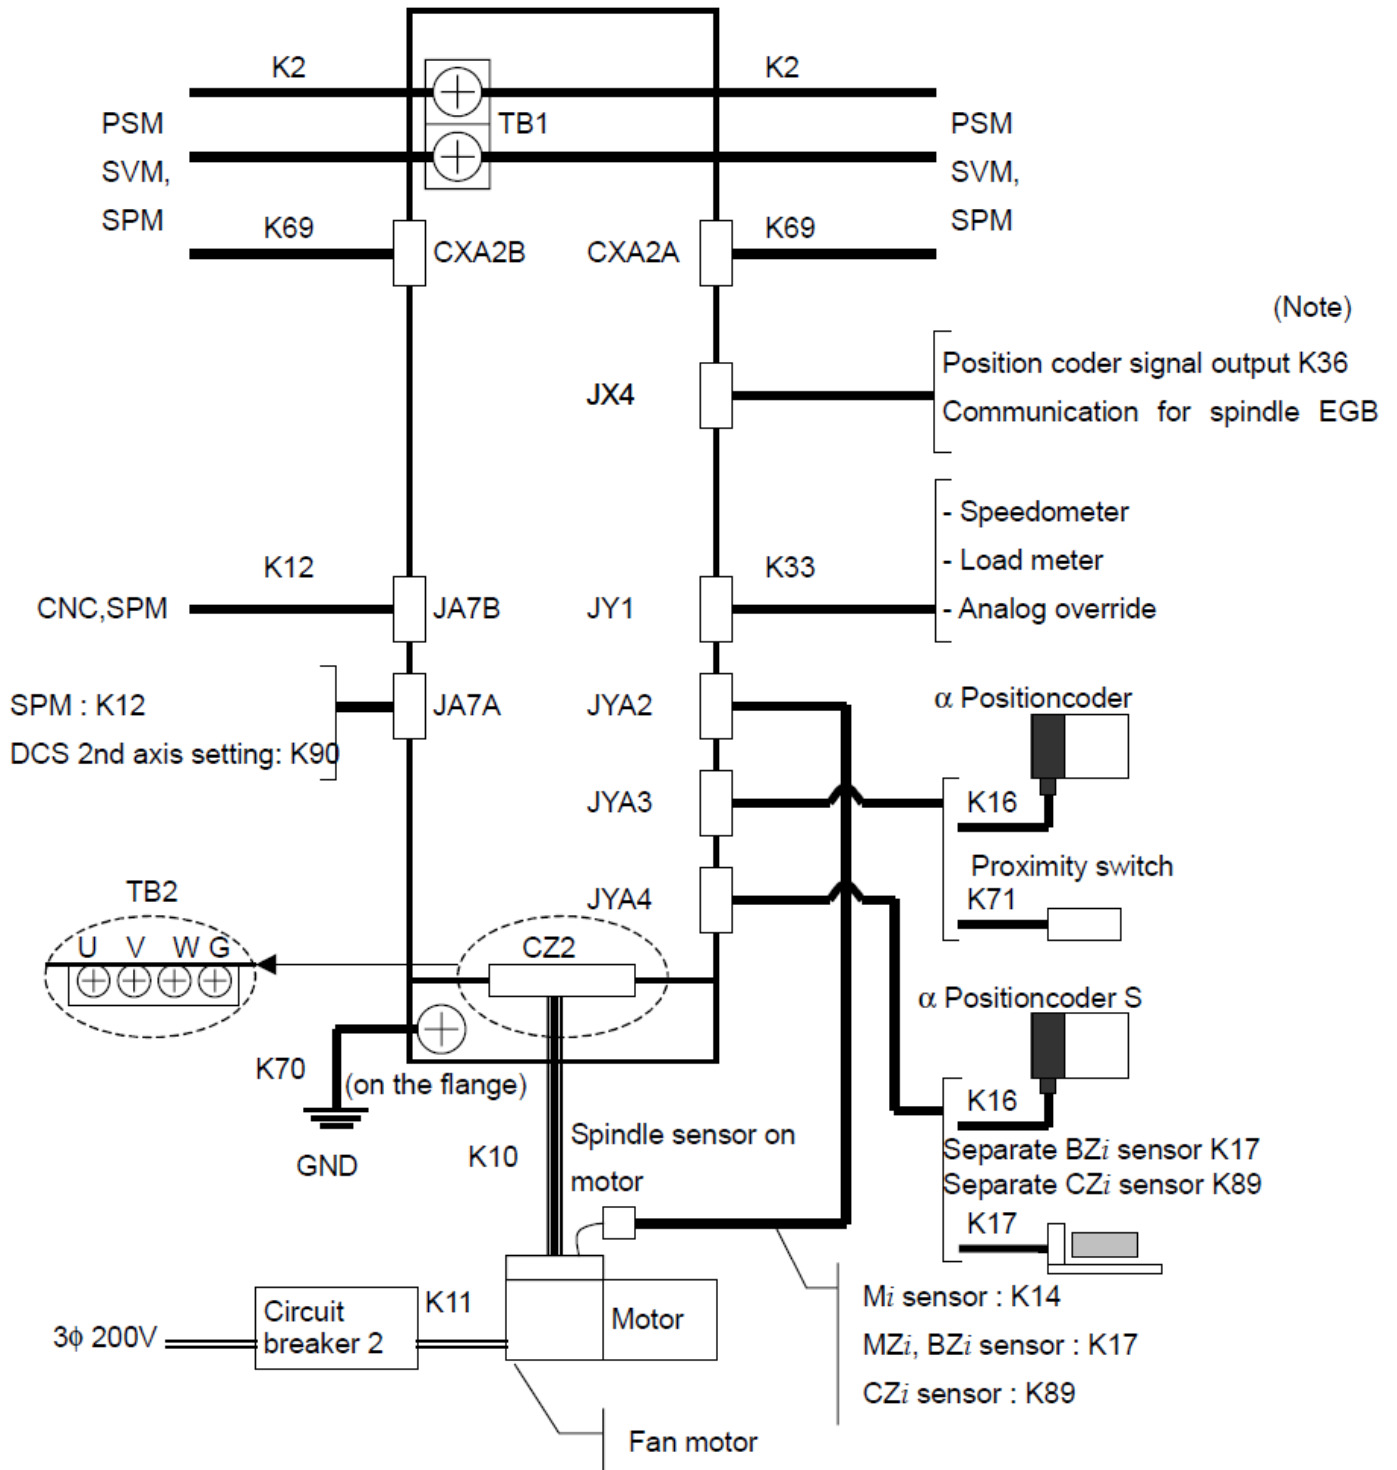 K2
K2
PSM
TB1
PSM
SVM,
SVM,
SPM
SPM
K69
K69
CXA2B
CXA2A
(Note)
Position coder signal output K36
JX4
Communication for spindle EGB
- Speedometer
K12
K33
- Load meter
CNC,SPM
JA7B
JY1
- Analog override
SPM : K12
JA7A
JYA2
α Positioncoder
DCS 2nd axis setting: K90
JYA3
K16
Proximity switch
TB2
JYA4
K71
U V W G
CZ2
α Positioncoder S
K70
(on the flange)
K16
GND
K10
Spindle sensor on
motor
Separate BZi sensor K17
Separate CZi sensor K89
K17
K11
Circuit
breaker 2
Motor
3ϕ 200V
Mi sensor : K14
MZi, BZi sensor : K17
CZi sensor : K89
Fan motor